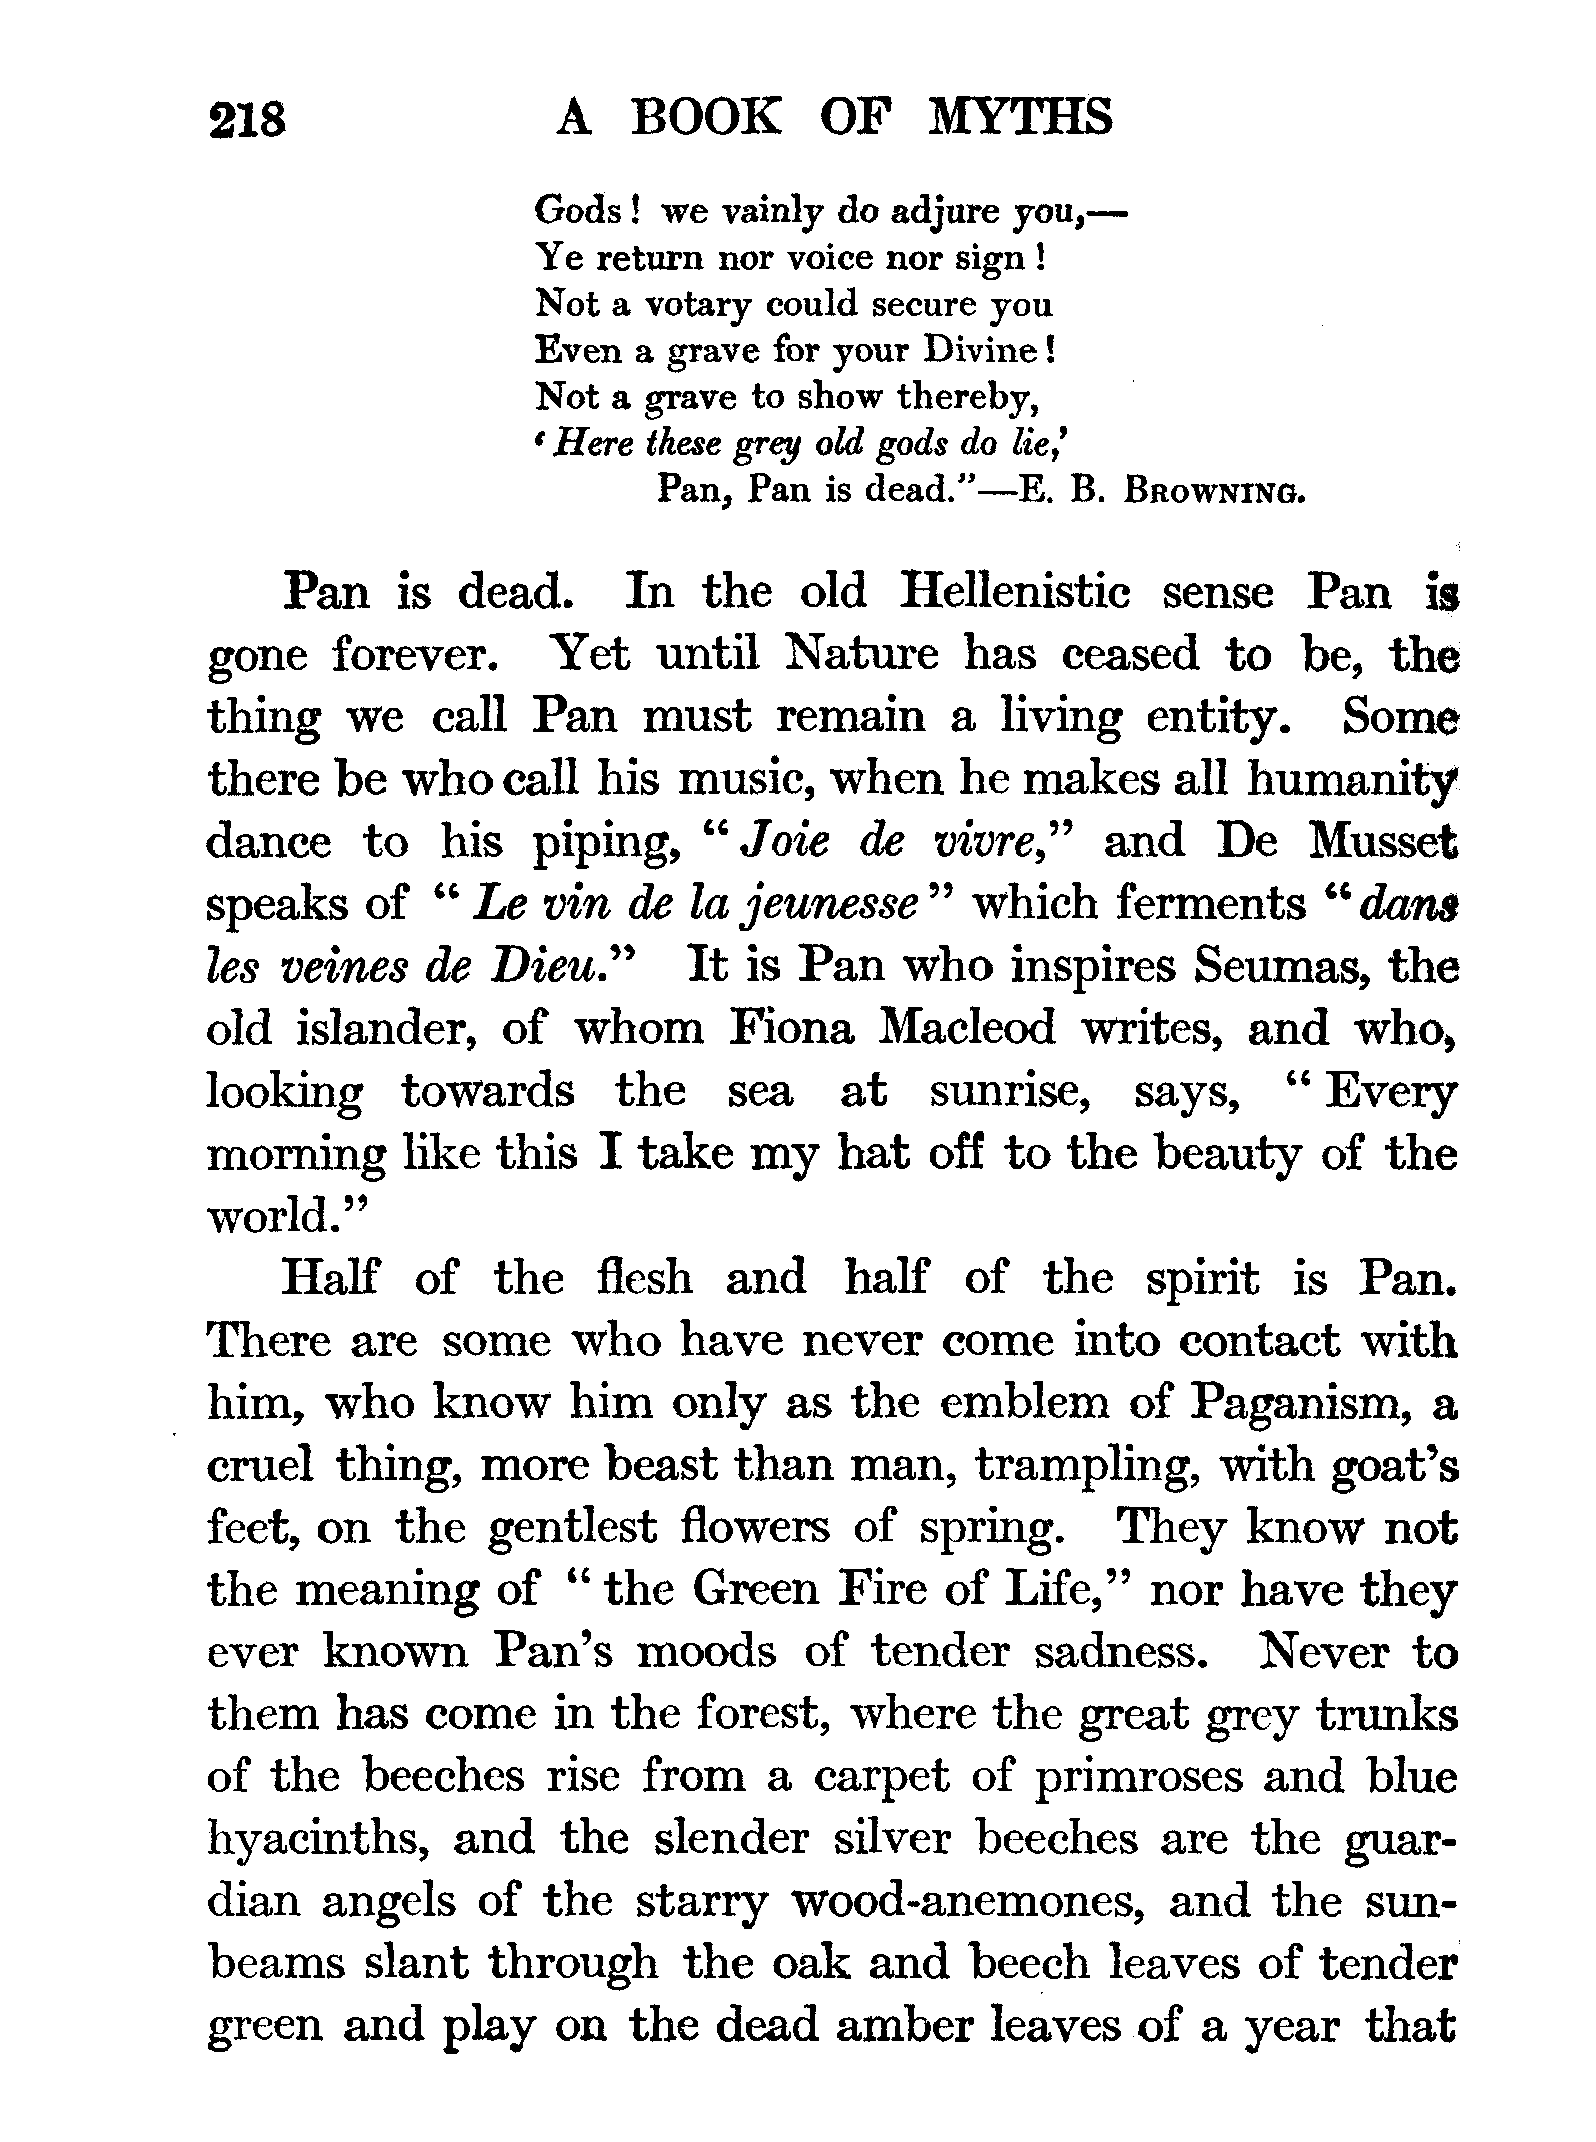 218 A BOOK OF MYTHS
Gods! we vainly do adjure you,—
Ye return nor voice nor sign!
Not a votary could secure you
Even a grave for your Divine!
Not a grave to show thereby,
‘Here these grey old gods do lie,’
Pan, Pan is dead.”—E. B. BROWNING.
Pan is dead. In the old Hellenistic sense Pan is
gone forever. Yet until Nature has ceased to be, the
thing we call Pan must remain a living entity. Some
there be who call his music, when he makes all humanity
dance to his piping, “Joie de vivre,” and De Musset
speaks of “Le vin de la jeunesse” which ferments “dans
les veines de Dieu.” It is Pan who inspires Seumas, the
old islander, of whom Fiona Macleod writes, and who,
looking towards the sea at sunrise, says, “Every
morning like this I take my hat off to the beauty of the
world.”
Half of the flesh and half of the spirit is Pan.
There are some who have never come into contact with
him, who know him only as the emblem of Paganism, a
cruel thing, more beast than man, trampling, with goat’s
feet, on the gentlest flowers of spring. They know not
the meaning of “the Green Fire of Life,” nor have they
ever known Pan’s moods of tender sadness. Never to
them has come in the forest, where the great grey trunks
of the beeches rise from a carpet of primroses and blue
hyacinths, and the slender silver beeches are the guar-
dian angels of the starry wood-anemones, and the sun-
beams slant through the oak and beech leaves of tender
green and play on the dead amber leaves of a year that